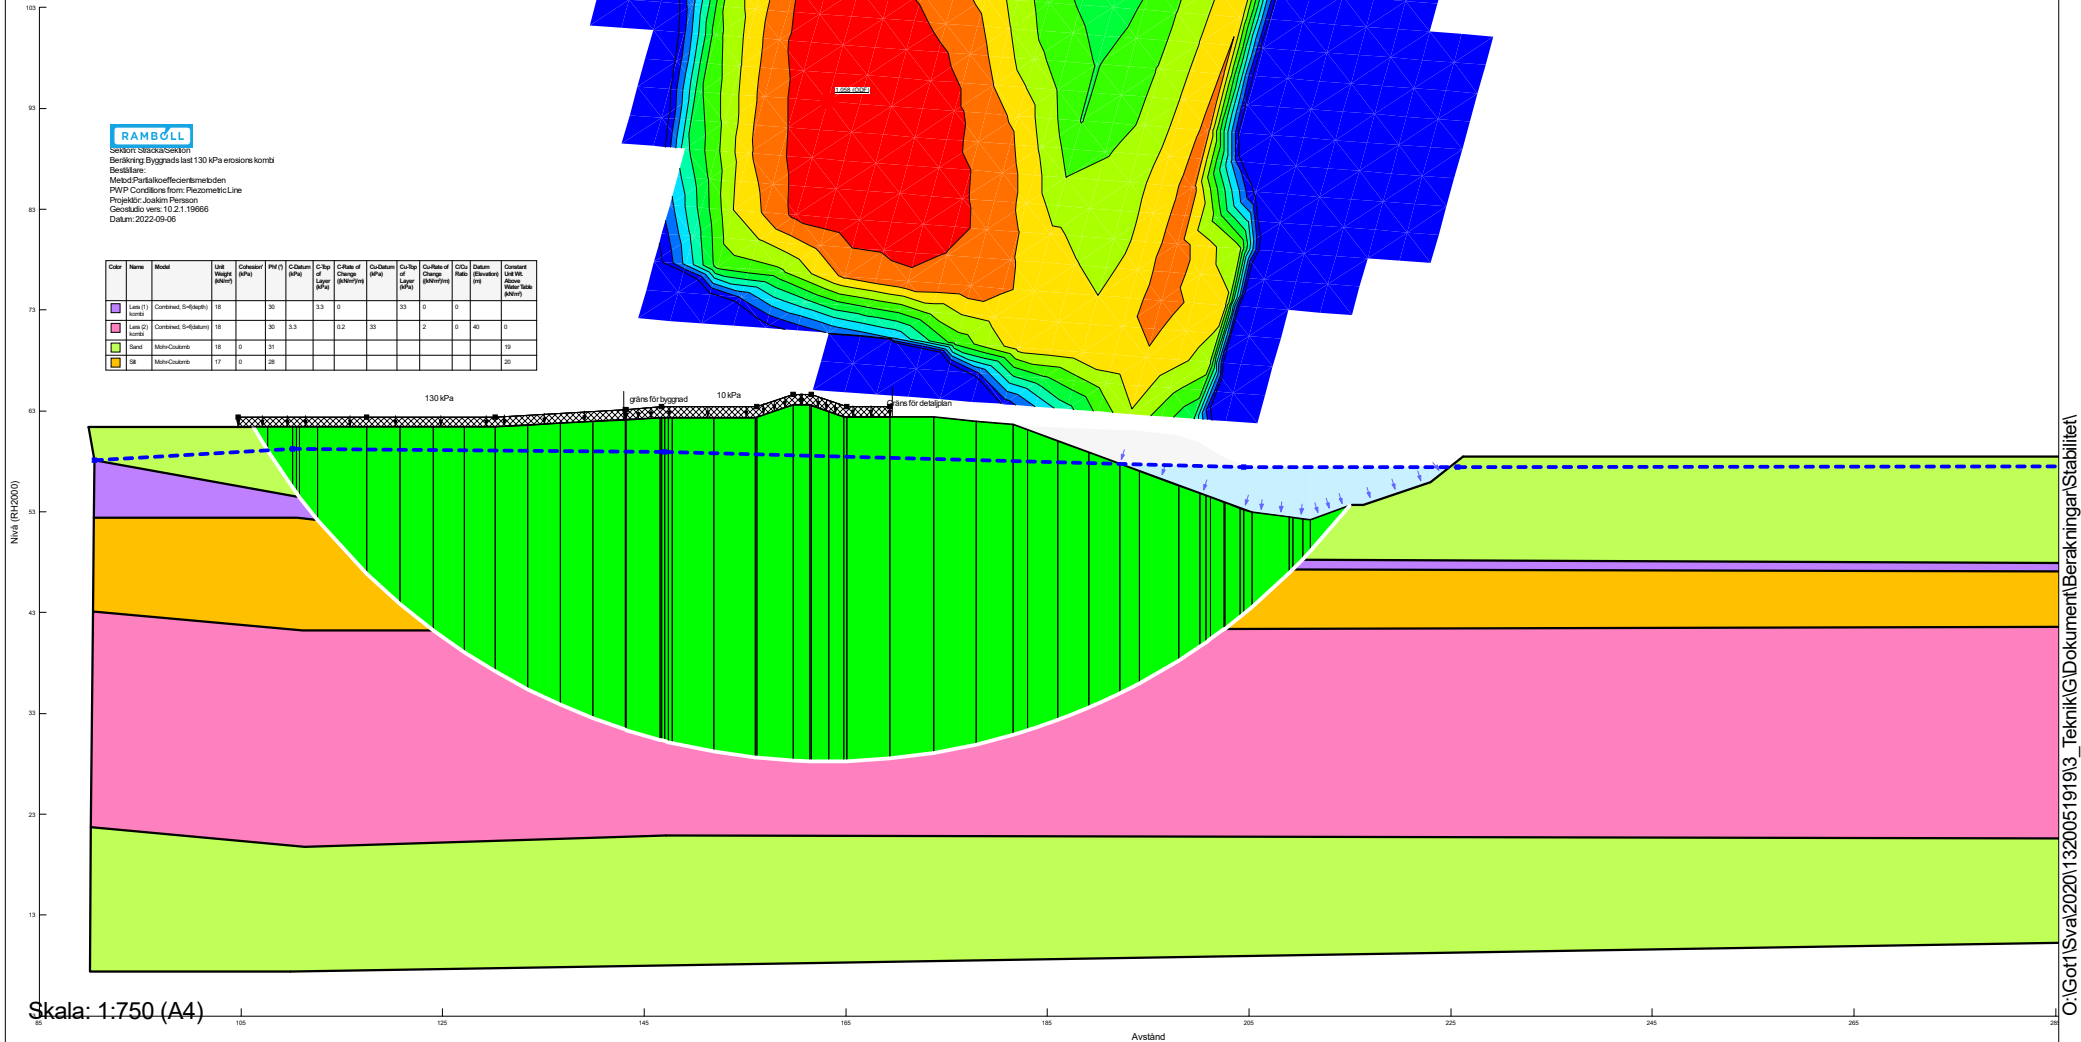 RAMBOLL
Sektion: Sträcka/Sektion
Beräkning: Byggnads last 130 kPa erosions kombi
Beställare:
Metod: Partialkoeffecientsmetoden
PWP Conditions from: Piezometric Line
Projektör: Joakim Persson
Geostudio vers: 10.2.1.19666
Datum: 2022-09-06
Color Name Model Unit Weight (kN/m³) Cohesion' (kPa) Phi' (°) C-Datum (kPa) C-Top of Layer (kPa) C-Rate of Change ((kN/m²)/m) Cu-Datum (kPa) Cu-Top of Layer (kPa) Cu-Rate of Change ((kN/m²)/m) C/Cu Ratio Datum (Elevation) (m) Constant Unit Wt. Above Water Table (kN/m³)
Lera (1) kombi Combined, S=f(depth) 18 30 3.3 0 33 0 0
Lera (2) kombi Combined, S=f(datum) 18 30 3.3 0.2 33 2 0 40 0
Sand Mohr-Coulomb 18 0 31 19
Silt Mohr-Coulomb 17 0 28 20
130 kPa
gräns för byggnad
10 kPa
Gräns för detaljplan
103
93
83
73
63
53
43
33
23
13
Nivå (RH2000)
Skala: 1:750 (A4)
85 105 125 145 165 185 205 225 245 265 285
Avstånd
O:\Got1\Sva\2020\1320051919\3_Teknik\G\Dokument\Berakningar\Stabilitet\